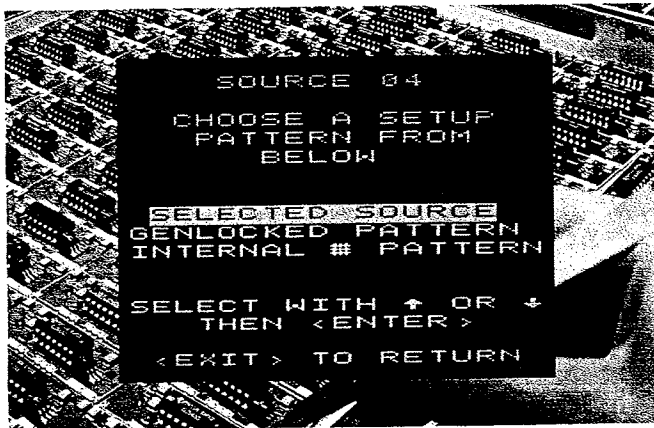 SOURCE 04
CHOOSE A SETUP
PATTERN FROM
BELOW
SELECTED SOURCE
GENLOCKED PATTERN
INTERNAL # PATTERN
SELECT WITH ↑ OR ↓
THEN <ENTER>
<EXIT> TO RETURN